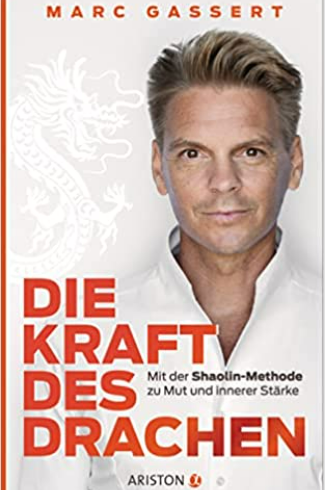 MARC GASSERT
DIE
KRAFT
DES
DRACHEN
Mit der Shaolin-Methode
zu Mut und innerer Stärke
ARISTON